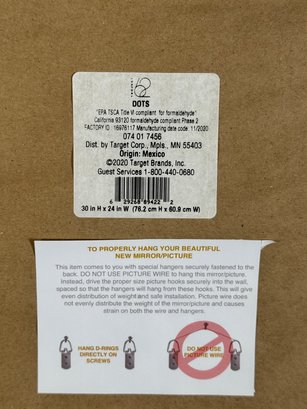 62
DOTS
"EPA TSCA Title VI compliant for formaldehyde"
California 93120 formaldehyde compliant Phase 2
FACTORY ID: 16976117 Manufacturing date code: 11/2020
074 01 7456
Dist. by Target Corp., Mpls., MN 55403
Origin: Mexico
©2020 Target Brands, Inc.
Guest Services 1-800-440-0680
6 29268 89422 2
30 in H x 24 in W (76.2 cm H x 60.9 cm W)
TO PROPERLY HANG YOUR BEAUTIFUL
NEW MIRROR/PICTURE
This item comes to you with special hangers securely fastened to the
back. DO NOT USE PICTURE WIRE to hang this mirror/picture.
Instead, drive the proper size picture hooks securely into the wall,
spaced so that the hangers will hang from these hooks. This will give
even distribution of weight and safe installation. Picture wire does
not evenly distribute the weight of the mirror/picture and causes
strain on both the wire and hangers.
HANG D-RINGS
DIRECTLY ON
SCREWS
DO NOT USE
PICTURE WIRE